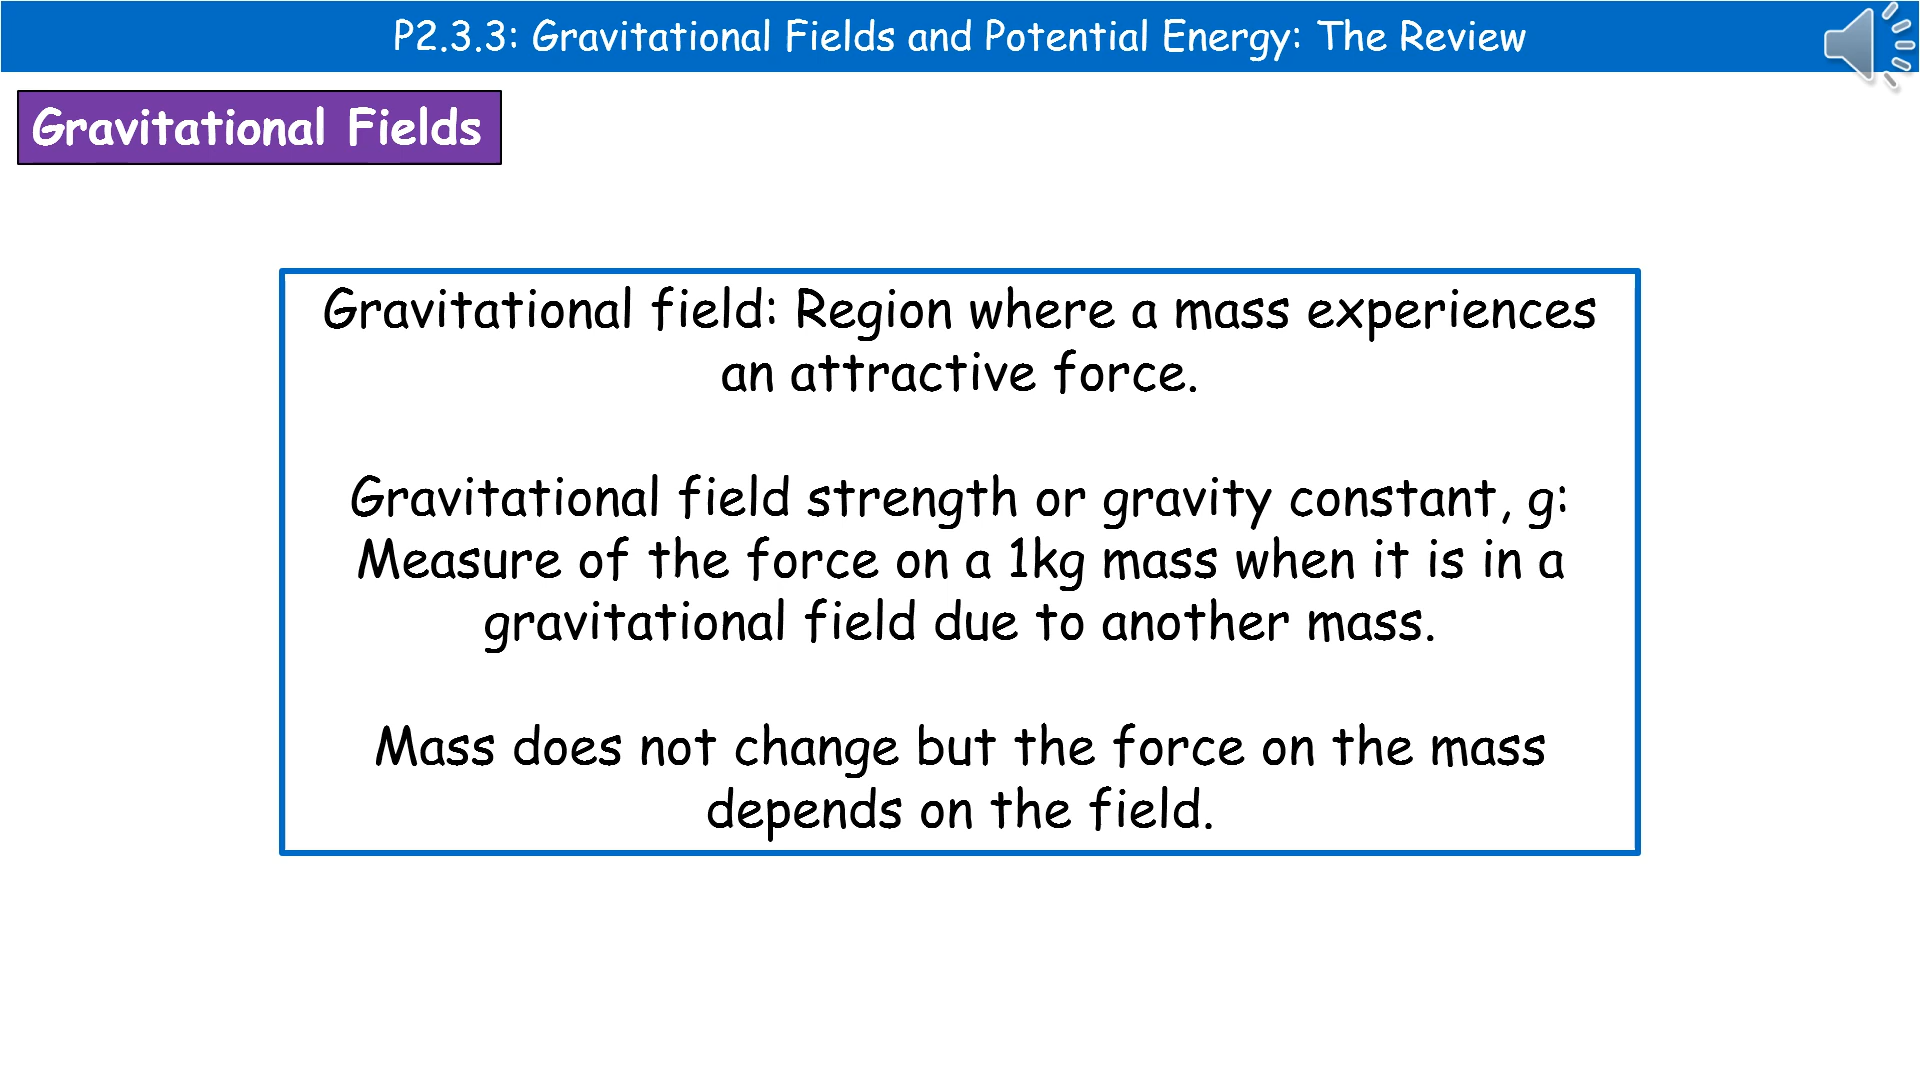 P2.3.3: Gravitational Fields and Potential Energy: The Review
Gravitational Fields
Gravitational field: Region where a mass experiences
an attractive force.
Gravitational field strength or gravity constant, g:
Measure of the force on a 1kg mass when it is in a
gravitational field due to another mass.
Mass does not change but the force on the mass
depends on the field.